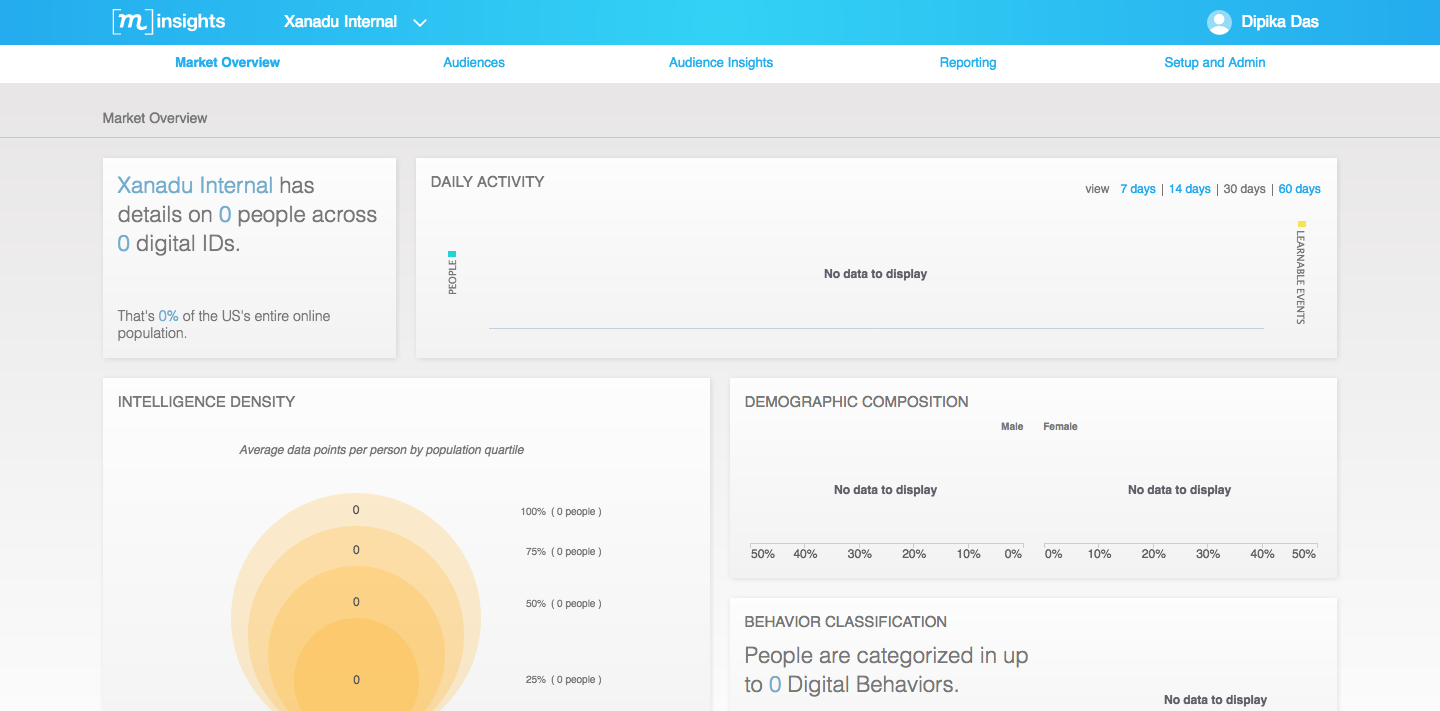 [m]insights
Xanadu Internal
Dipika Das
Market Overview
Audiences
Audience Insights
Reporting
Setup and Admin
Market Overview
Xanadu Internal has
details on 0 people across
0 digital IDs.
That's 0% of the US's entire online
population.
DAILY ACTIVITY
view 7 days | 14 days | 30 days | 60 days
PEOPLE
No data to display
LEARNABLE EVENTS
INTELLIGENCE DENSITY
Average data points per person by population quartile
0
100% ( 0 people )
0
75% ( 0 people )
0
50% ( 0 people )
0
25% ( 0 people )
DEMOGRAPHIC COMPOSITION
Male Female
No data to display
No data to display
50% 40% 30% 20% 10% 0%
0% 10% 20% 30% 40% 50%
BEHAVIOR CLASSIFICATION
People are categorized in up
to 0 Digital Behaviors.
No data to display